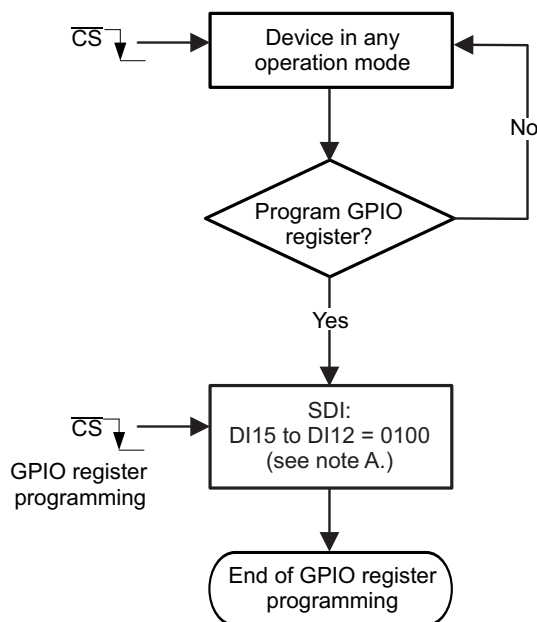 CS
Device in any
operation mode
No
Program GPIO
register?
Yes
CS
GPIO register
programming
SDI:
DI15 to DI12 = 0100
(see note A.)
End of GPIO register
programming